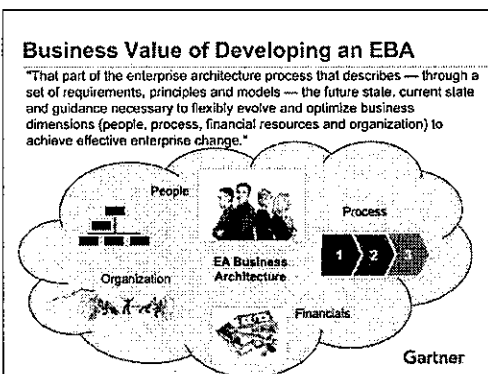 Business Value of Developing an EBA
"That part of the enterprise architecture process that describes — through a
set of requirements, principles and models — the future state, current state
and guidance necessary to flexibly evolve and optimize business
dimensions (people, process, financial resources and organization) to
achieve effective enterprise change."
People
Process
1 2 3
EA Business
Architecture
Organization
Financials
Gartner